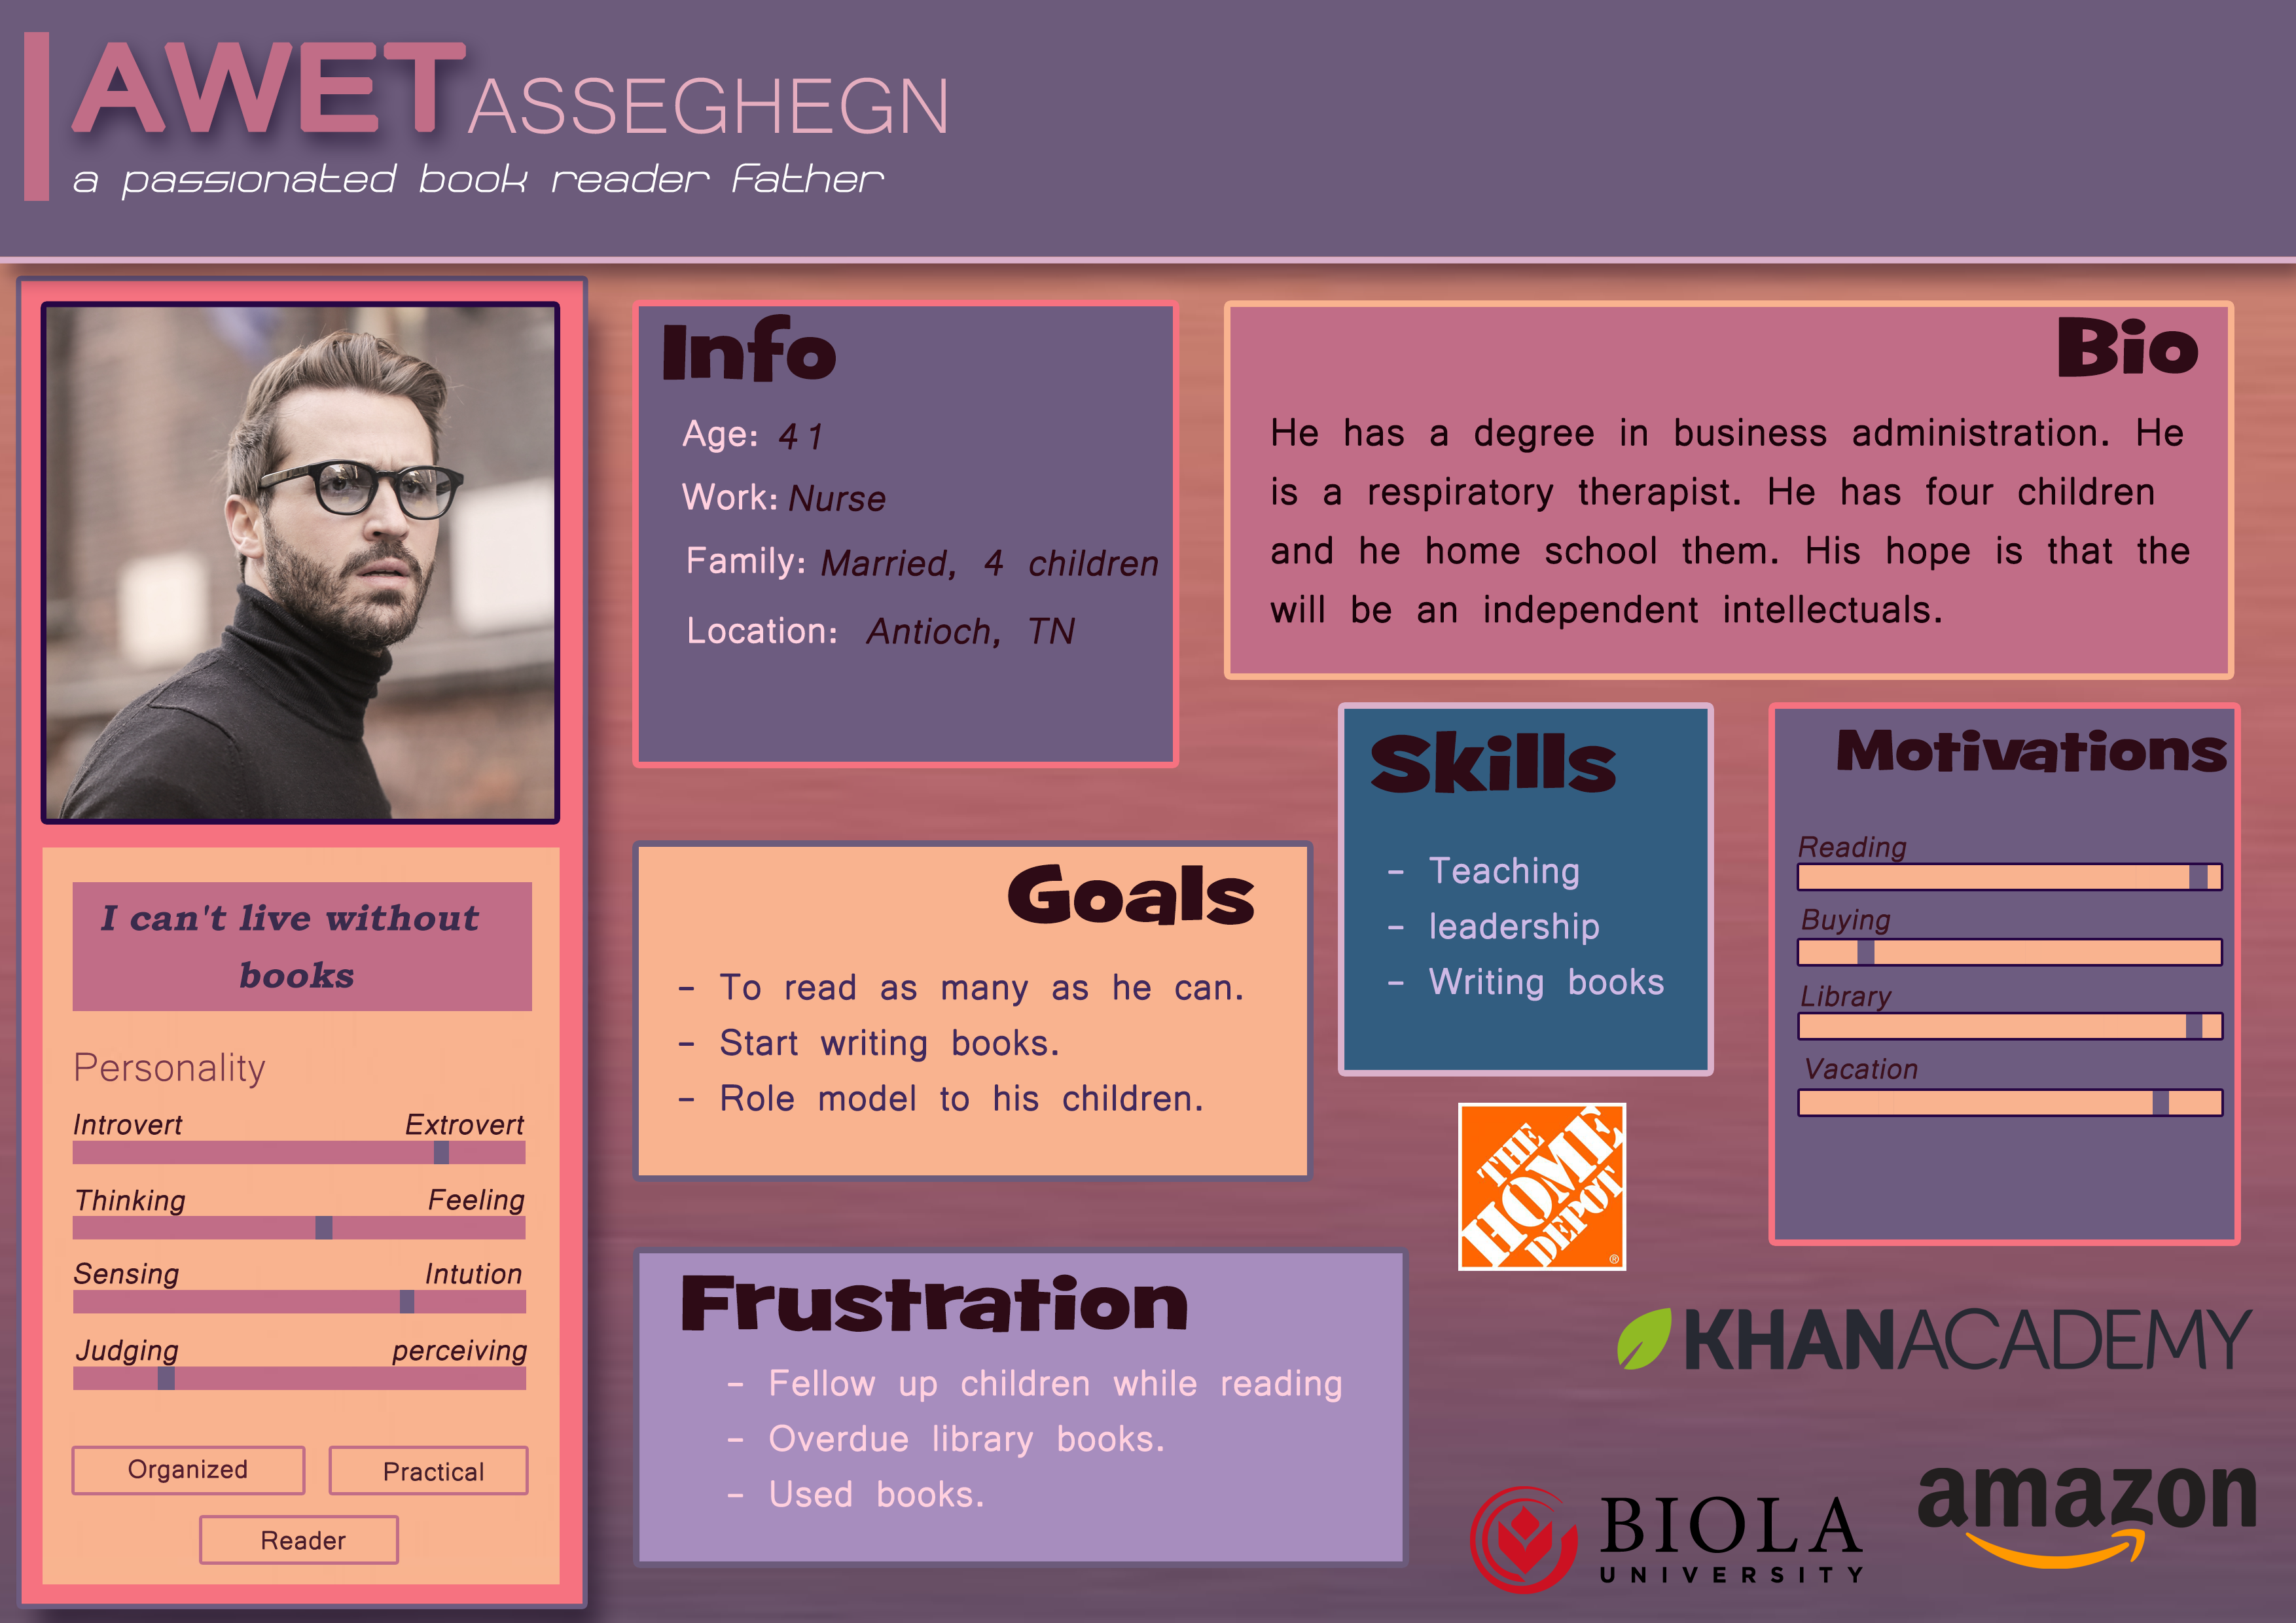 AWET ASSEGHEGN
a passionated book reader Father
I can't live without
books
Personality
Introvert Extrovert
Thinking Feeling
Sensing Intution
Judging perceiving
Organized Practical
Reader
Info
Age: 41
Work: Nurse
Family: Married, 4 children
Location: Antioch, TN
Bio
He has a degree in business administration. He
is a respiratory therapist. He has four children
and he home school them. His hope is that the
will be an independent intellectuals.
Goals
- To read as many as he can.
- Start writing books.
- Role model to his children.
Skills
- Teaching
- leadership
- Writing books
Motivations
Reading
Buying
Library
Vacation
Frustration
- Fellow up children while reading
- Overdue library books.
- Used books.
THE
HOME
DEPOT
®
KHANACADEMY
BIOLA
UNIVERSITY
amazon